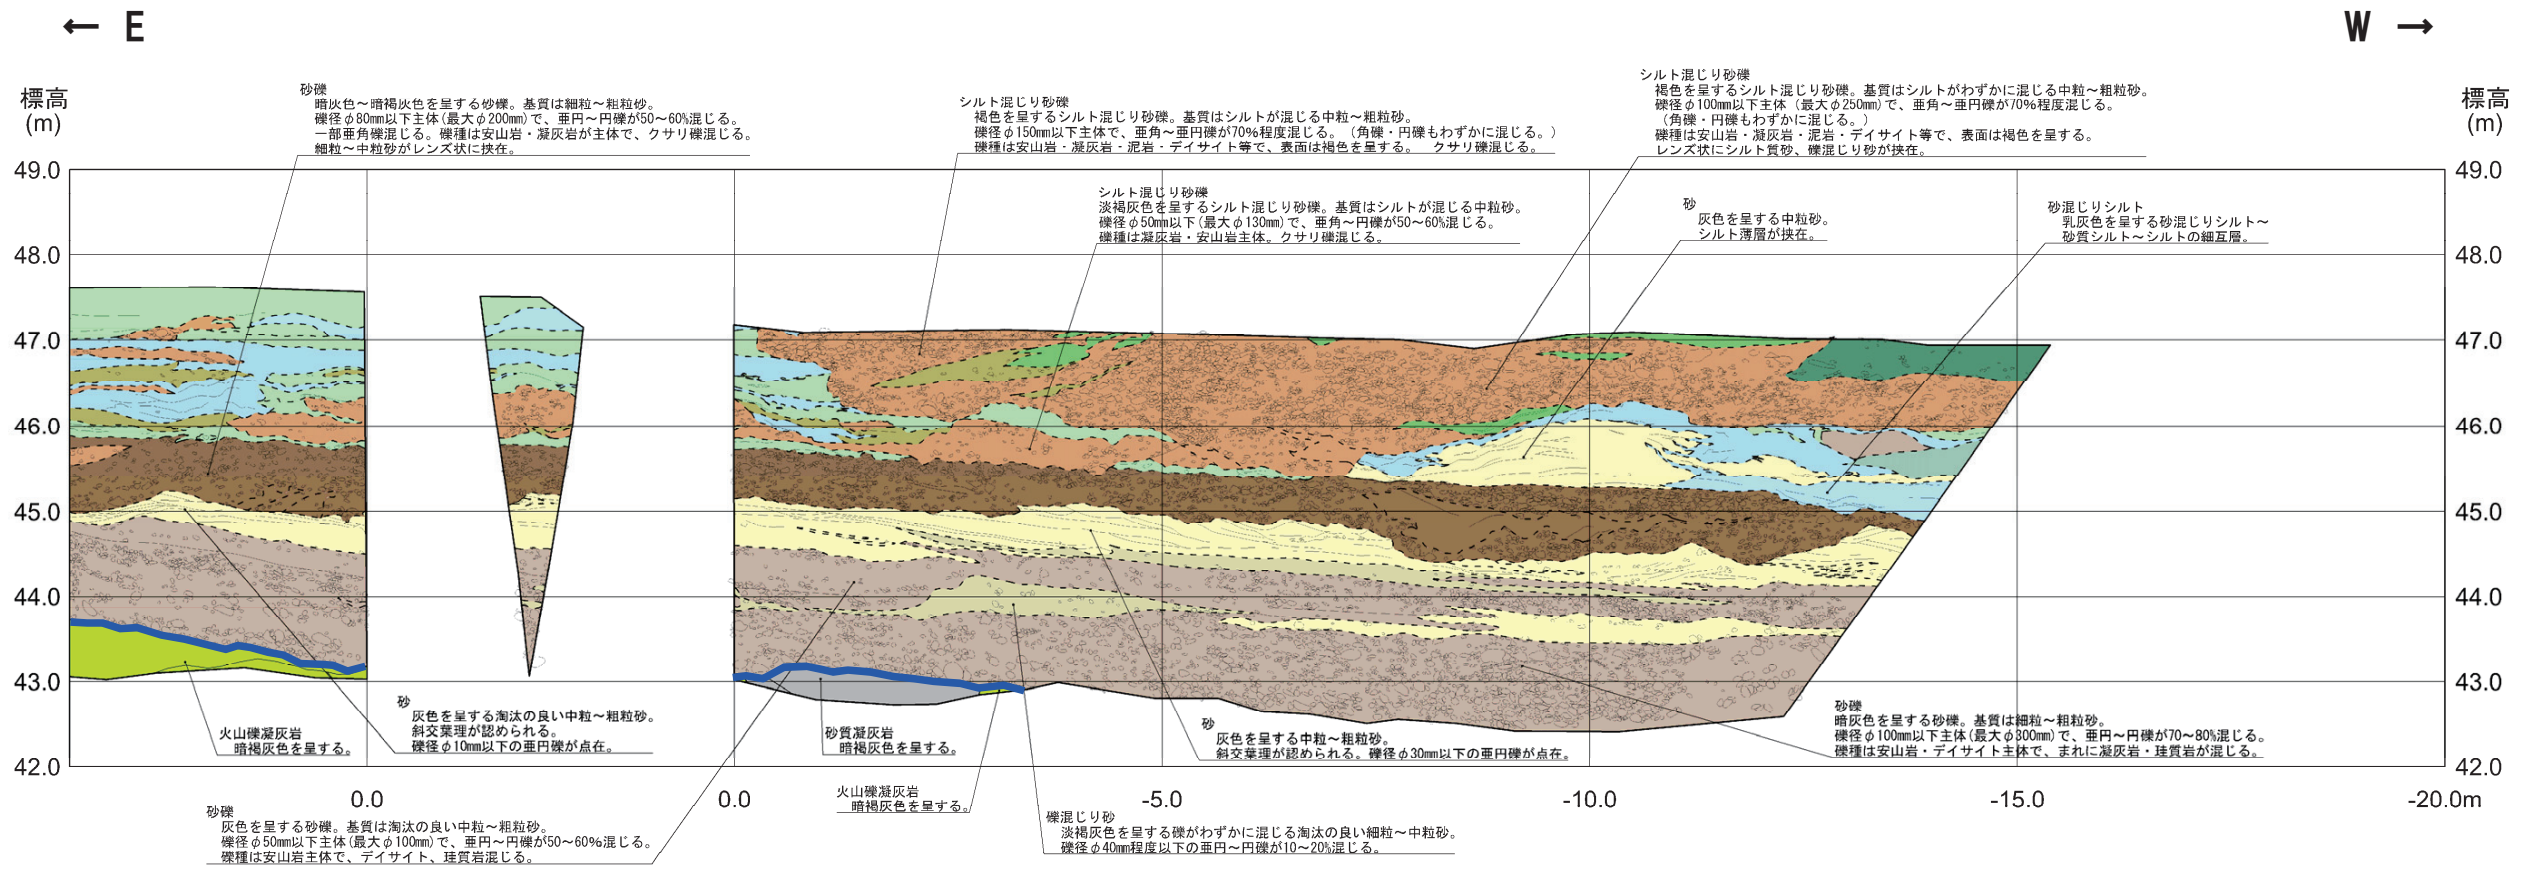 ← E
W →
標高
(m)
標高
(m)
砂礫
暗灰色～暗褐灰色を呈する砂礫。基質は細粒～粗粒砂。
礫径φ80mm以下主体(最大φ200mm)で、亜円～円礫が50～60%混じる。
一部亜角礫混じる。礫種は安山岩・凝灰岩が主体で、クサリ礫混じる。
細粒～中粒砂がレンズ状に挟在。
シルト混じり砂礫
褐色を呈するシルト混じり砂礫。基質はシルトが混じる中粒～粗粒砂。
礫径φ150mm以下主体で、亜角～亜円礫が70%程度混じる。（角礫・円礫もわずかに混じる。）
礫種は安山岩・凝灰岩・泥岩・デイサイト等で、表面は褐色を呈する。　クサリ礫混じる。
シルト混じり砂礫
褐色を呈するシルト混じり砂礫。基質はシルトがわずかに混じる中粒～粗粒砂。
礫径φ100mm以下主体（最大φ250mm)で、亜角～亜円礫が70%程度混じる。
（角礫・円礫もわずかに混じる。）
礫種は安山岩・凝灰岩・泥岩・デイサイト等で、表面は褐色を呈する。
レンズ状にシルト質砂、礫混じり砂が挟在。
シルト混じり砂礫
淡褐灰色を呈するシルト混じり砂礫。基質はシルトが混じる中粒砂。
礫径φ50mm以下(最大φ130mm)で、亜角～円礫が50～60%混じる。
礫種は凝灰岩・安山岩主体。クサリ礫混じる。
砂
灰色を呈する中粒砂。
シルト薄層が挟在。
砂混じりシルト
乳灰色を呈する砂混じりシルト～
砂質シルト～シルトの細互層。
49.0
49.0
48.0
48.0
47.0
47.0
46.0
46.0
45.0
45.0
44.0
44.0
43.0
43.0
42.0
42.0
火山礫凝灰岩
暗褐灰色を呈する。
砂
灰色を呈する淘汰の良い中粒～粗粒砂。
斜交葉理が認められる。
礫径φ10mm以下の亜円礫が点在。
砂質凝灰岩
暗褐灰色を呈する。
砂
灰色を呈する中粒～粗粒砂。
斜交葉理が認められる。礫径φ30mm以下の亜円礫が点在。
砂礫
暗灰色を呈する砂礫。基質は細粒～粗粒砂。
礫径φ100mm以下主体(最大φ300mm)で、亜円～円礫が70～80%混じる。
礫種は安山岩・デイサイト主体で、まれに凝灰岩・珪質岩が混じる。
0.0
0.0
-5.0
-10.0
-15.0
-20.0m
火山礫凝灰岩
暗褐灰色を呈する。
砂礫
灰色を呈する砂礫。基質は淘汰の良い中粒～粗粒砂。
礫径φ50mm以下主体(最大φ100mm)で、亜円～円礫が50～60%混じる。
礫種は安山岩主体で、デイサイト、珪質岩混じる。
礫混じり砂
淡褐灰色を呈する礫がわずかに混じる淘汰の良い細粒～中粒砂。
礫径φ40mm程度以下の亜円～円礫が10～20%混じる。